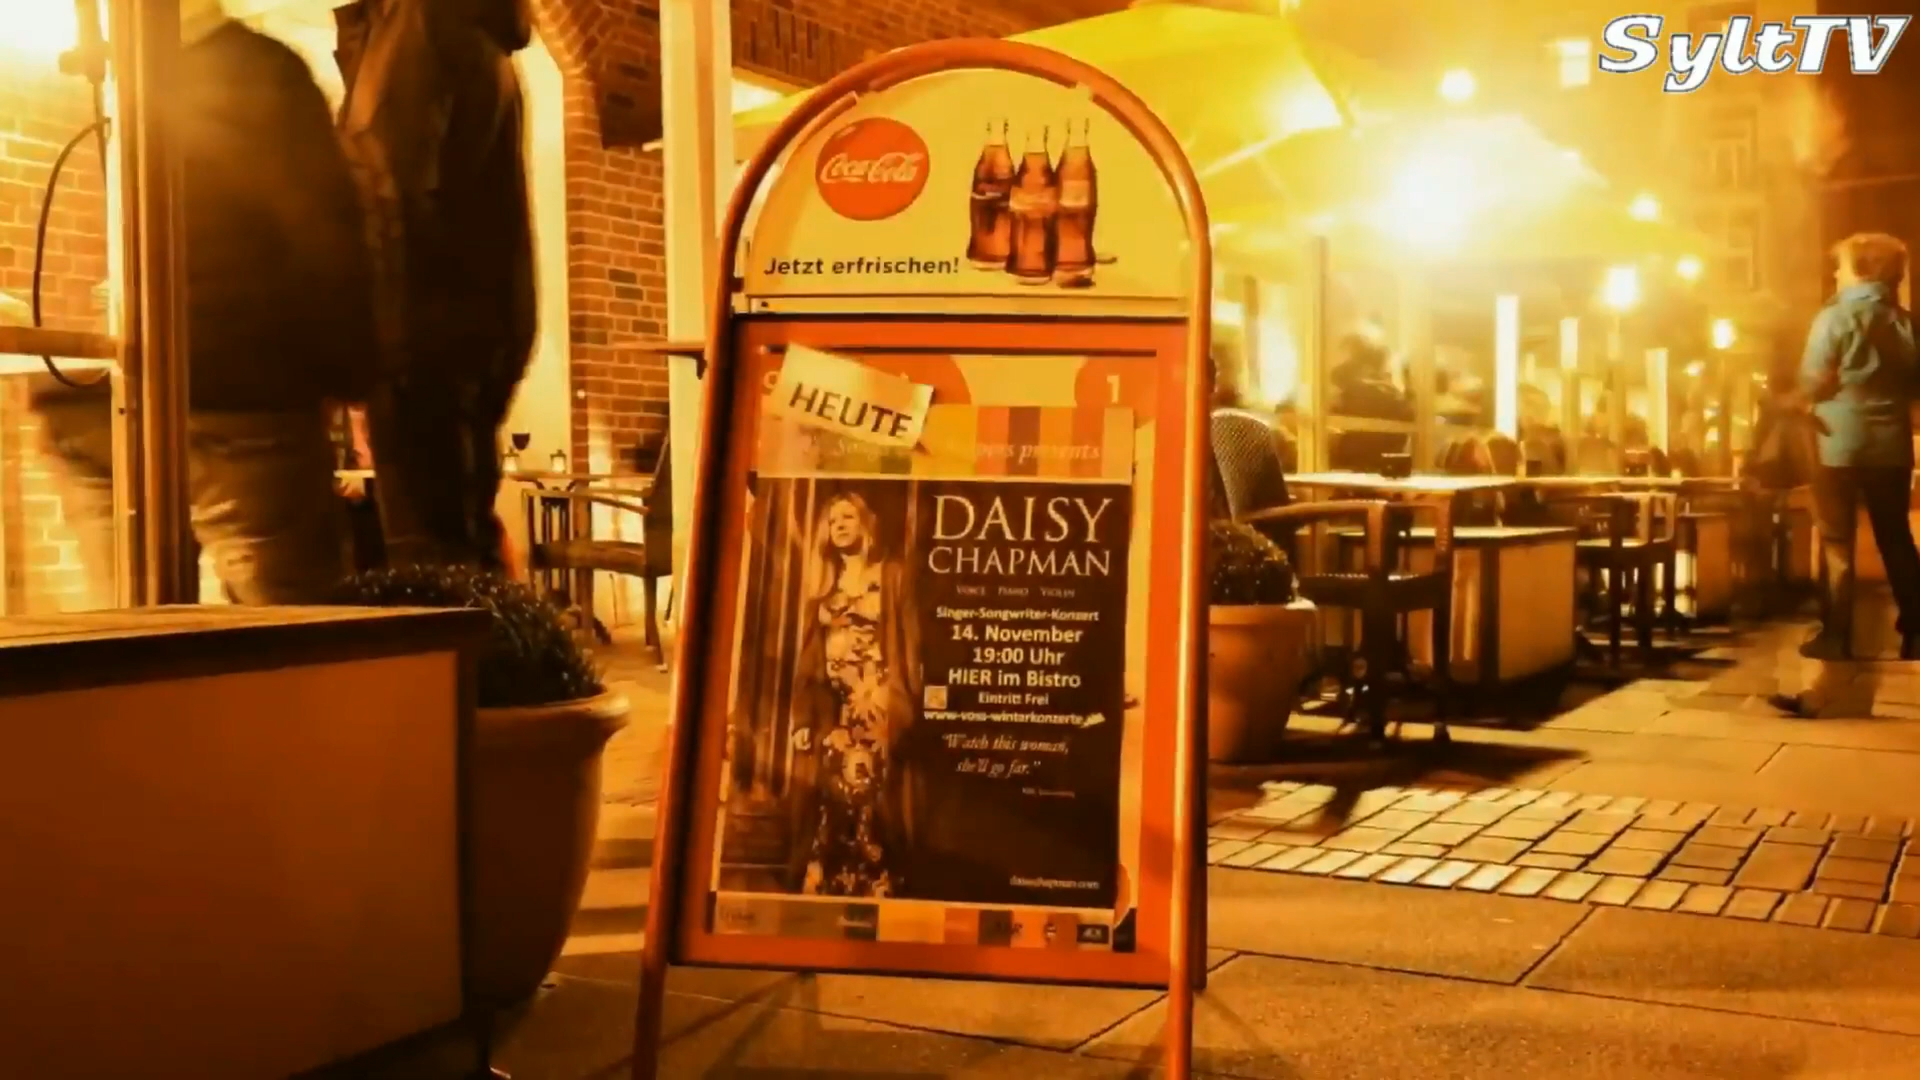 SyltTV
Coca-Cola
Jetzt erfrischen!
HEUTE
1
presents
DAISY
CHAPMAN
VOICE PIANO VIOLIN
Singer-Songwriter-Konzert
14. November
19:00 Uhr
HIER im Bistro
Eintritt Frei
www-voss-winterkonzerte
"Watch this woman,
she'll go far."
daisychapman.com